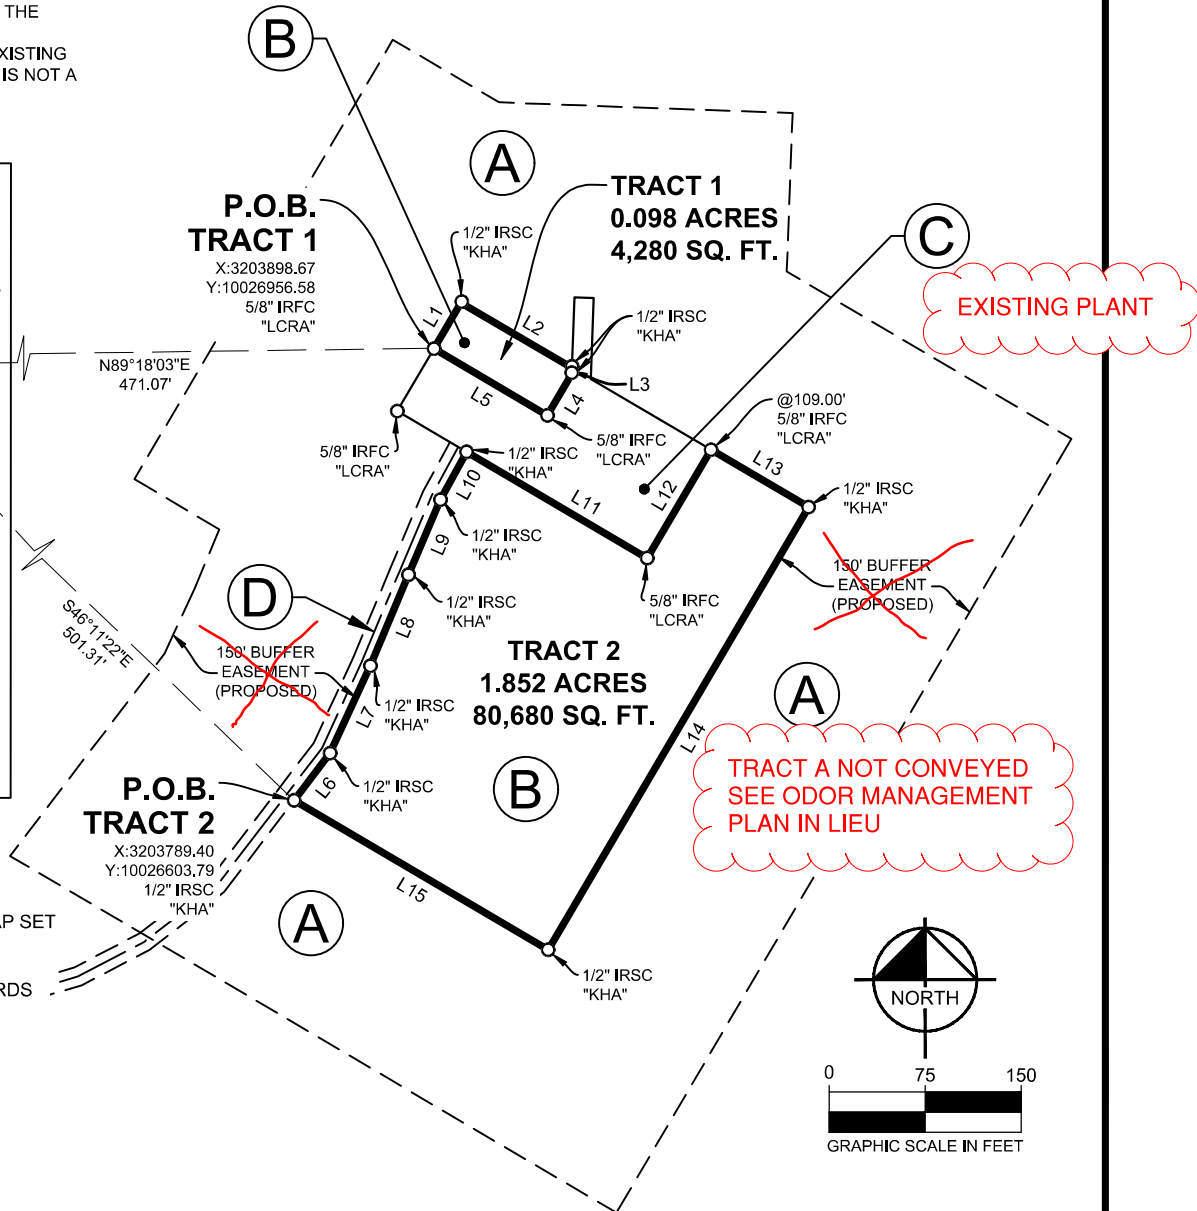 THE
XISTING
IS NOT A
B
A
P.O.B.
TRACT 1
X:3203898.67
Y:10026956.58
5/8" IRFC
"LCRA"
1/2" IRSC
"KHA"
TRACT 1
0.098 ACRES
4,280 SQ. FT.
C
EXISTING PLANT
L1
L2
1/2" IRSC
"KHA"
L3
L4
L5
N89°18'03"E
471.07'
@109.00'
5/8" IRFC
"LCRA"
5/8" IRFC
"LCRA"
5/8" IRFC
"LCRA"
1/2" IRSC
"KHA"
L10
L11
L12
L13
1/2" IRSC
"KHA"
L9
1/2" IRSC
"KHA"
150' BUFFER
EASEMENT
(PROPOSED)
D
S46°11'22"E
501.31'
1/2" IRSC
"KHA"
5/8" IRFC
"LCRA"
L8
150' BUFFER
EASEMENT
(PROPOSED)
TRACT 2
1.852 ACRES
80,680 SQ. FT.
A
1/2" IRSC
"KHA"
L7
L14
TRACT A NOT CONVEYED
SEE ODOR MANAGEMENT
PLAN IN LIEU
L6
1/2" IRSC
"KHA"
B
P.O.B.
TRACT 2
X:3203789.40
Y:10026603.79
1/2" IRSC
"KHA"
L15
A
P SET
RDS
1/2" IRSC
"KHA"
NORTH
0 75 150
GRAPHIC SCALE IN FEET